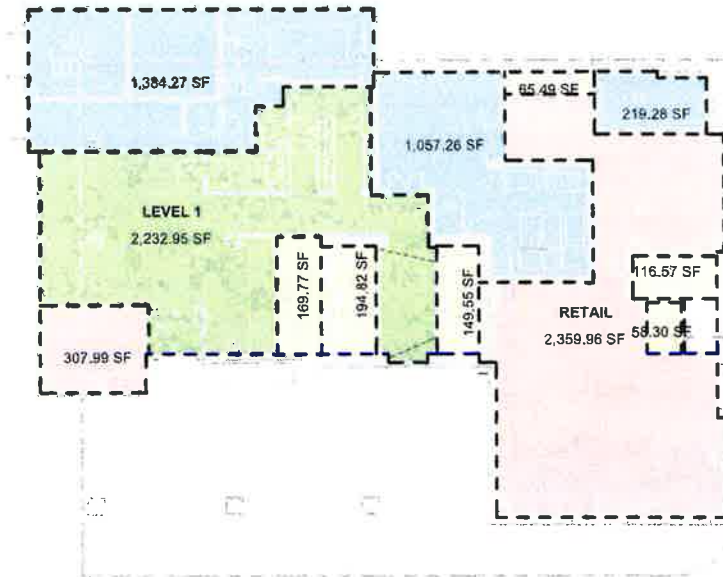 1,384.27 SF
65.49 SF
219.28 SF
1,057.26 SF
LEVEL 1
2,232.95 SF
169.77 SF
194.82 SF
149.55 SF
116.57 SF
RETAIL
2,359.96 SF
58.30 SF
307.99 SF